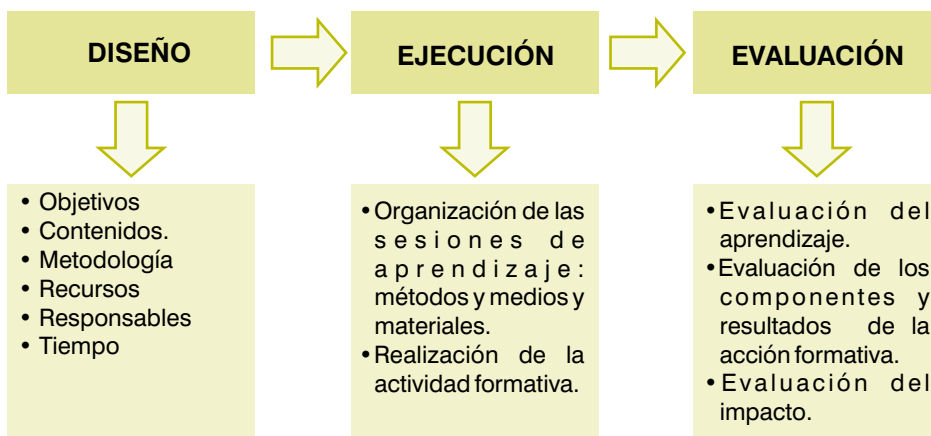 DISEÑO
EJECUCIÓN
EVALUACIÓN
• Objetivos
• Contenidos.
• Metodología
• Recursos
• Responsables
• Tiempo
• Organización de las
sesiones de
aprendizaje:
métodos y medios y
materiales.
• Realización de la
actividad formativa.
• Evaluación del
aprendizaje.
• Evaluación de los
componentes y
resultados de la
acción formativa.
• Evaluación del
impacto.